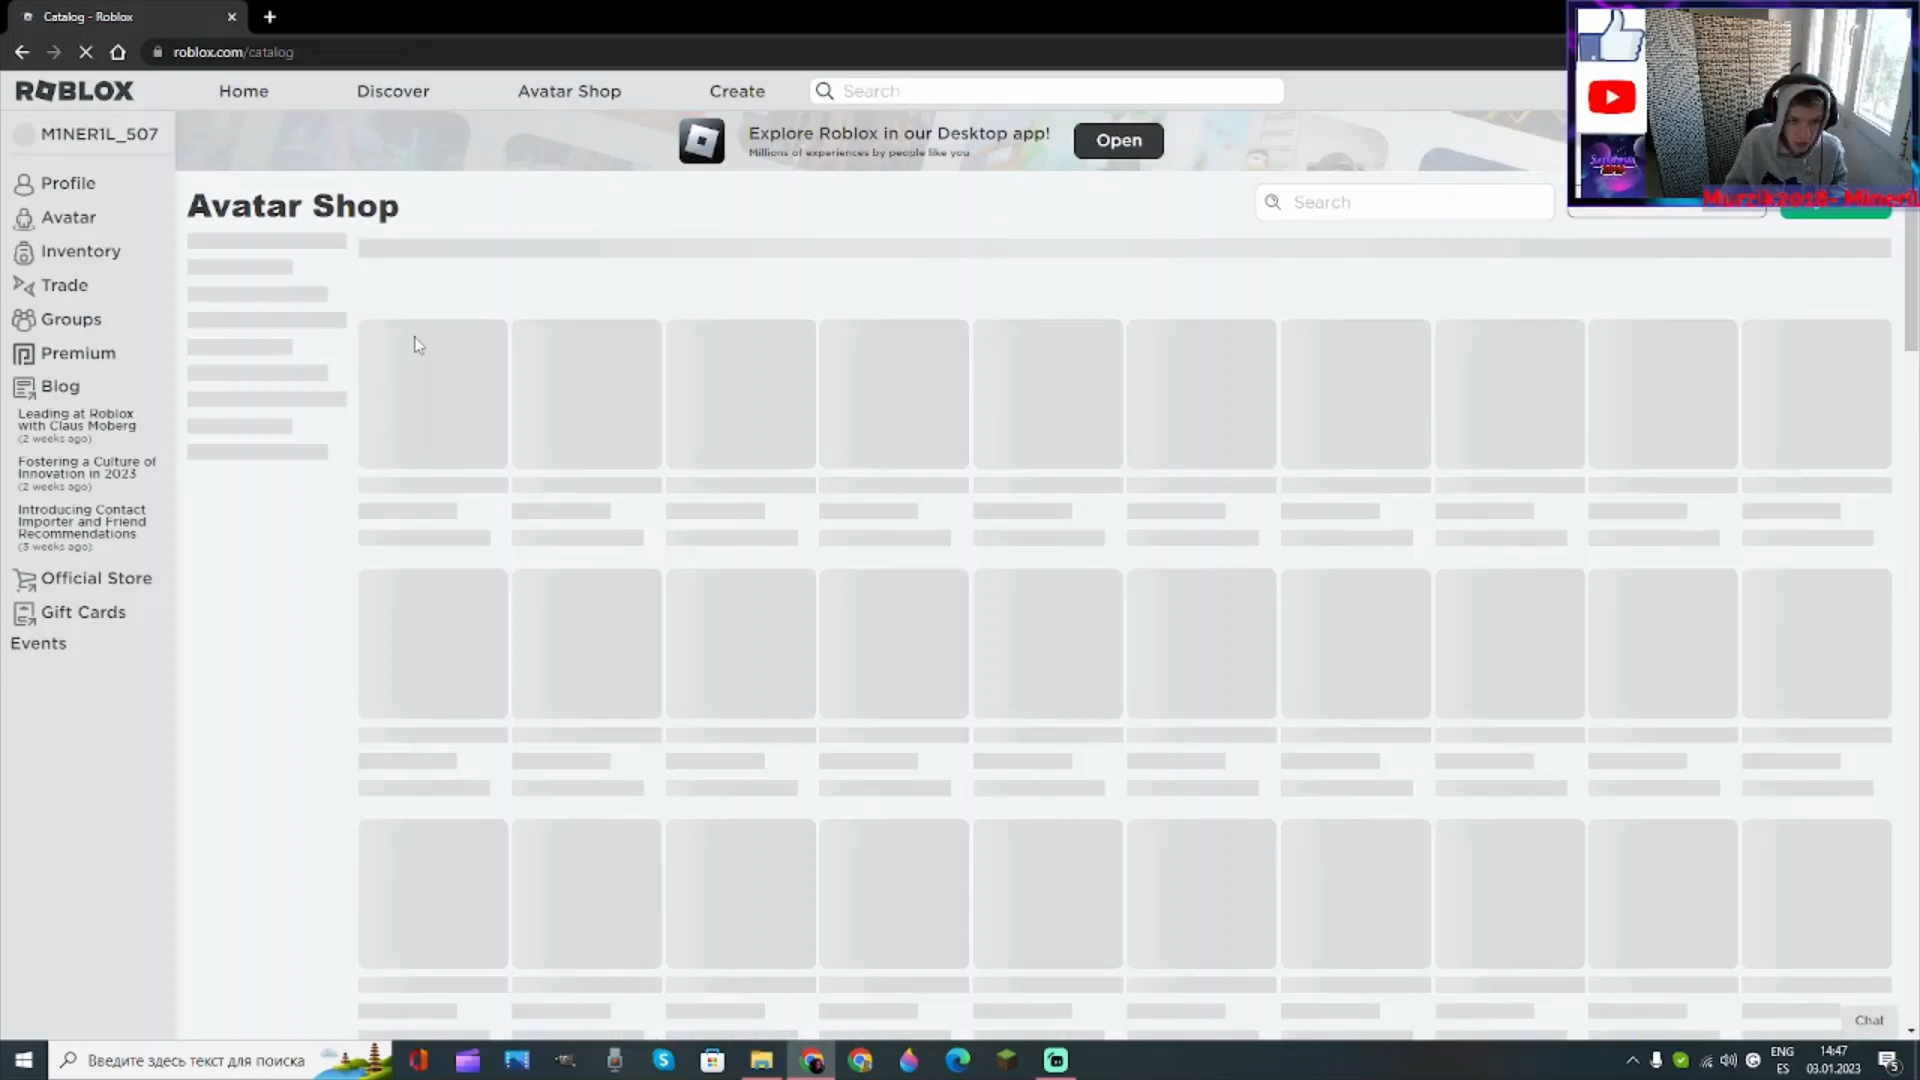 Catalog - Roblox
roblox.com/catalog
ROBLOX
Home
Discover
Avatar Shop
Create
Search
M1NER1L_507
Explore Roblox in our Desktop app!
Millions of experiences by people like you
Open
Profile
Avatar
Inventory
Trade
Groups
Premium
Blog
Leading at Roblox
with Claus Moberg
(2 weeks ago)
Fostering a Culture of
Innovation in 2023
(2 weeks ago)
Introducing Contact
Importer and Friend
Recommendations
(3 weeks ago)
Official Store
Gift Cards
Events
Avatar Shop
Search
Murzik2018- Mineril
Chat
Введите здесь текст для поиска
ENG
ES
14:47
03.01.2023
5